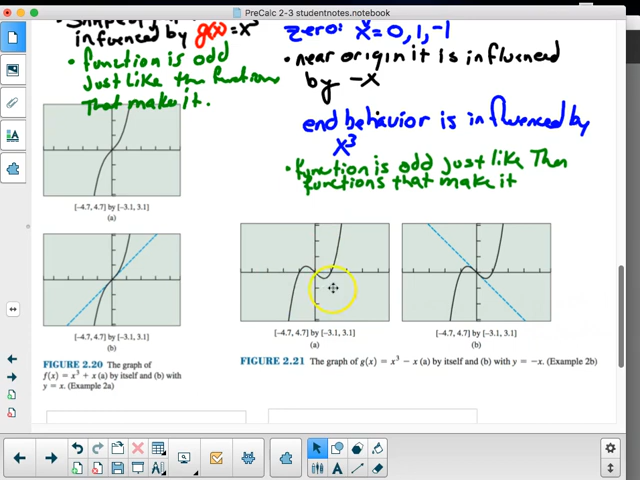 PreCalc 2-3 studentnotes.notebook
influenced by g(x)=x³
• function is odd
Just like the functions
That make it.
[-4.7, 4.7] by [-3.1, 3.1]
(a)
[-4.7, 4.7] by [-3.1, 3.1]
(b)
FIGURE 2.20 The graph of
f(x) = x³ + x (a) by itself and (b) with
y = x. (Example 2a)
zero: x = 0, 1, -1
• near origin it is influenced
by -x
end behavior is influenced by
x³
• function is odd just like The
functions that make it
[-4.7, 4.7] by [-3.1, 3.1]
(a)
[-4.7, 4.7] by [-3.1, 3.1]
(b)
FIGURE 2.21 The graph of g(x) = x³ − x (a) by itself and (b) with y = −x. (Example 2b)